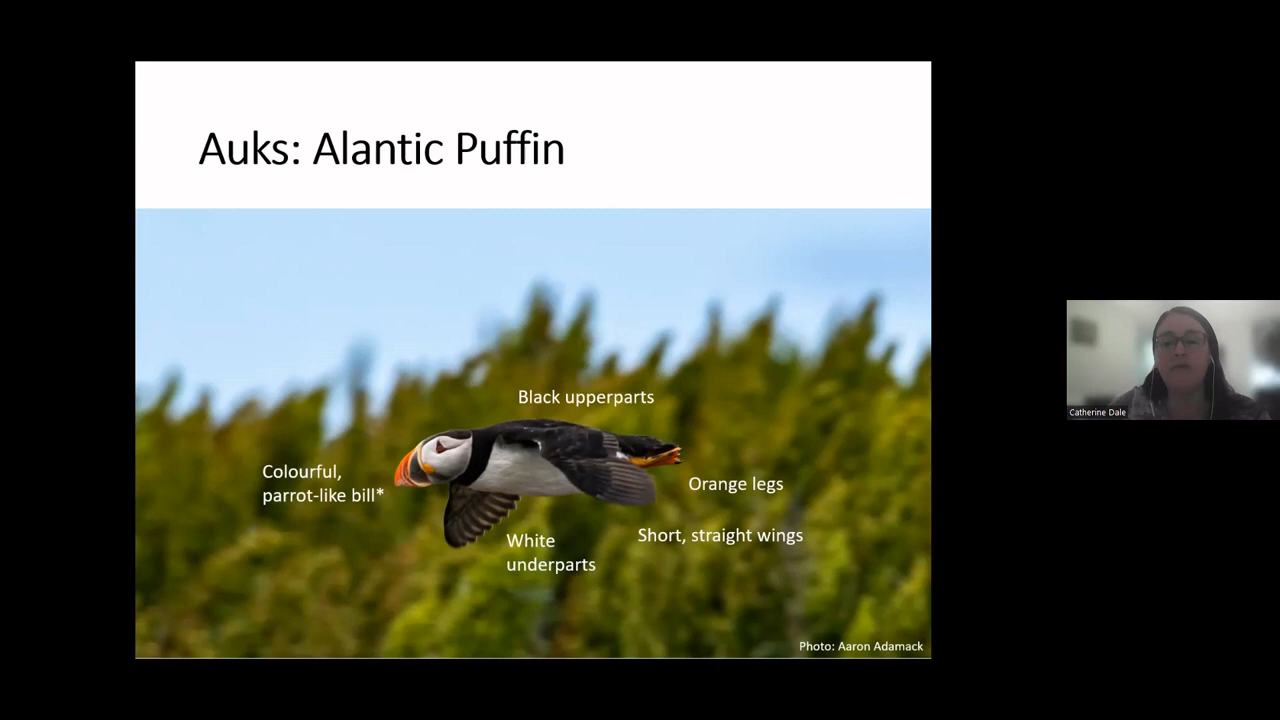 Auks: Alantic Puffin
Black upperparts
Colourful,
parrot-like bill*
Orange legs
Short, straight wings
White
underparts
Photo: Aaron Adamack
Catherine Dale